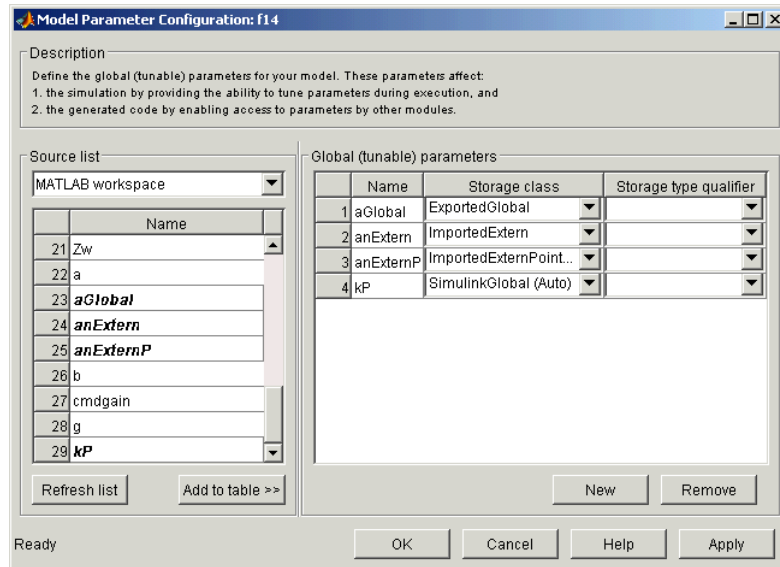 Model Parameter Configuration: f14
Description
Define the global (tunable) parameters for your model. These parameters affect:
1. the simulation by providing the ability to tune parameters during execution, and
2. the generated code by enabling access to parameters by other modules.
Source list
MATLAB workspace
Name
21 Zw
22 a
23 aGlobal
24 anExtern
25 anExternP
26 b
27 cmdgain
28 g
29 kP
Refresh list
Add to table >>
Global (tunable) parameters
Name Storage class Storage type qualifier
1 aGlobal ExportedGlobal
2 anExtern ImportedExtern
3 anExternP ImportedExternPoint...
4 kP SimulinkGlobal (Auto)
New
Remove
Ready
OK
Cancel
Help
Apply